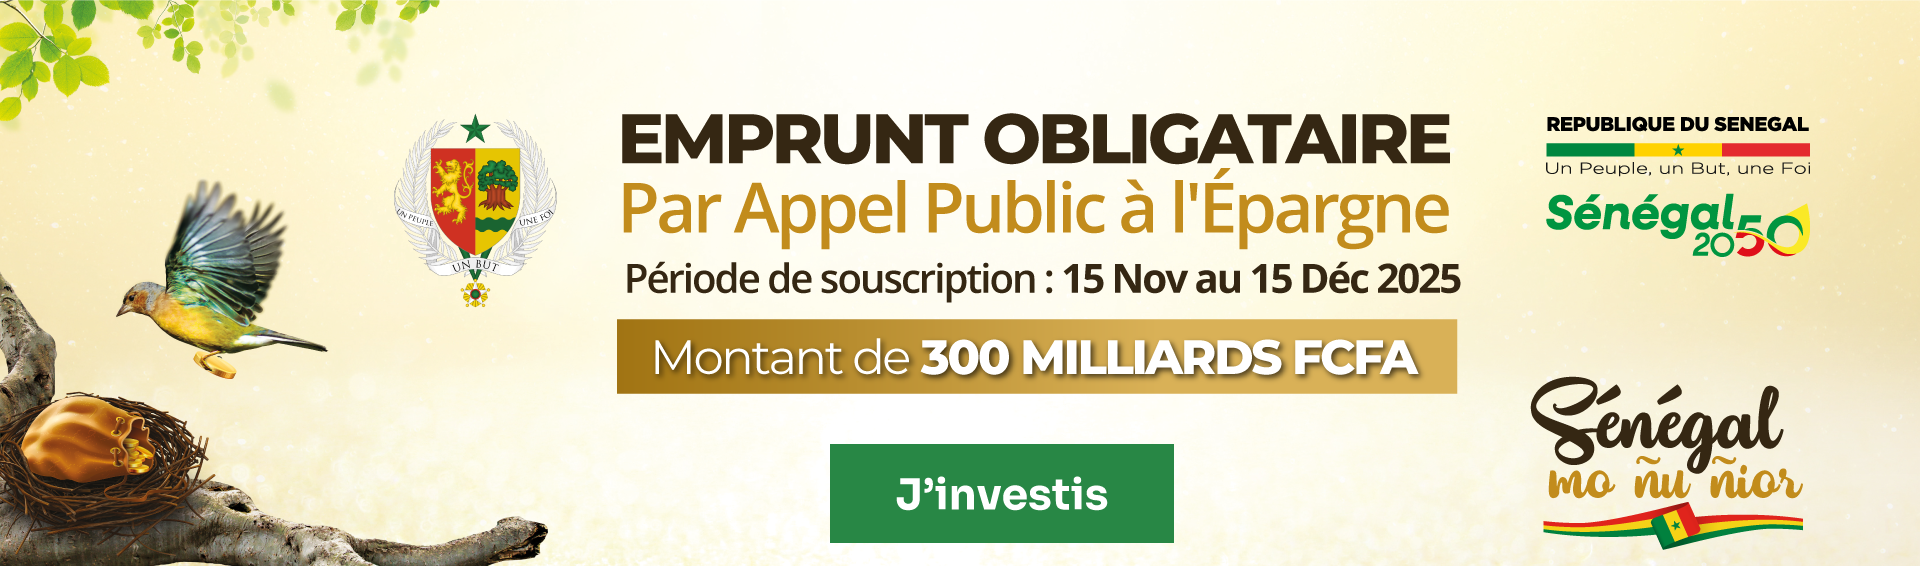 EMPRUNT OBLIGATAIRE
Par Appel Public à l'Épargne
Période de souscription : 15 Nov au 15 Déc 2025
Montant de 300 MILLIARDS FCFA
J’investis
UN PEUPLE
UNE FOI
UN BUT
REPUBLIQUE DU SENEGAL
Un Peuple, un But, une Foi
Sénégal
2050
Sénégal
mo ñu ñior